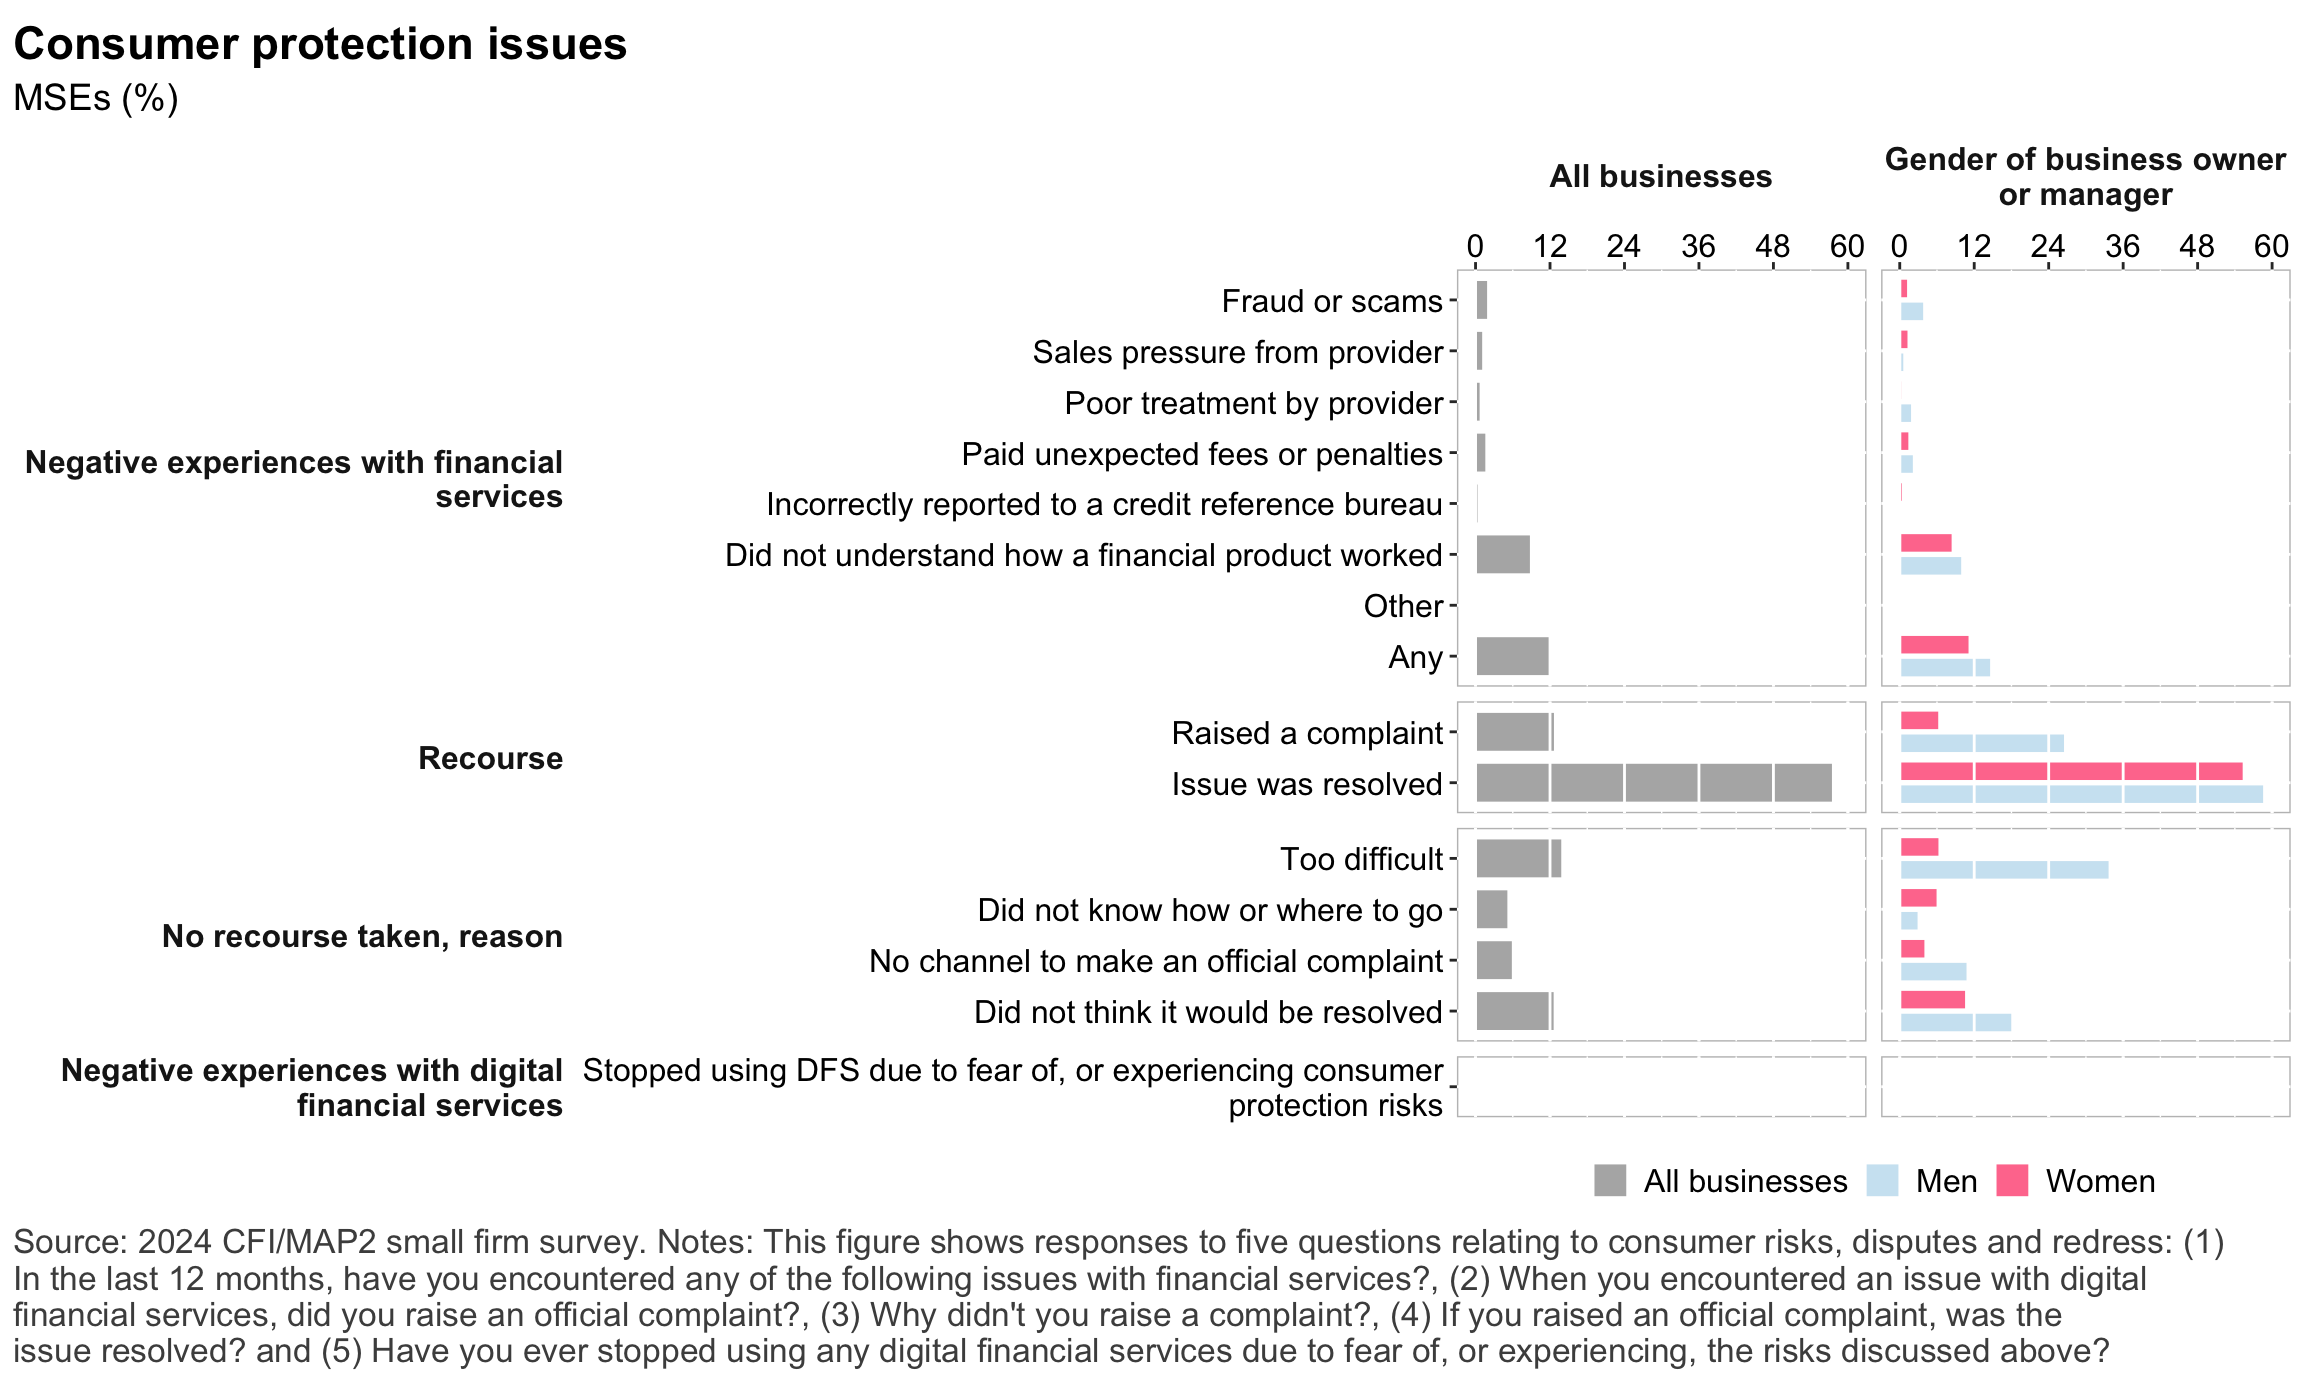 Consumer protection issues
MSEs (%)
All businesses
Gender of business owner
or manager
0 12 24 36 48 60
0 12 24 36 48 60
Negative experiences with financial
services
Fraud or scams
Sales pressure from provider
Poor treatment by provider
Paid unexpected fees or penalties
Incorrectly reported to a credit reference bureau
Did not understand how a financial product worked
Other
Any
Recourse
Raised a complaint
Issue was resolved
No recourse taken, reason
Too difficult
Did not know how or where to go
No channel to make an official complaint
Did not think it would be resolved
Negative experiences with digital
financial services
Stopped using DFS due to fear of, or experiencing consumer
protection risks
All businesses Men Women
Source: 2024 CFI/MAP2 small firm survey. Notes: This figure shows responses to five questions relating to consumer risks, disputes and redress: (1)
In the last 12 months, have you encountered any of the following issues with financial services?, (2) When you encountered an issue with digital
financial services, did you raise an official complaint?, (3) Why didn't you raise a complaint?, (4) If you raised an official complaint, was the
issue resolved? and (5) Have you ever stopped using any digital financial services due to fear of, or experiencing, the risks discussed above?